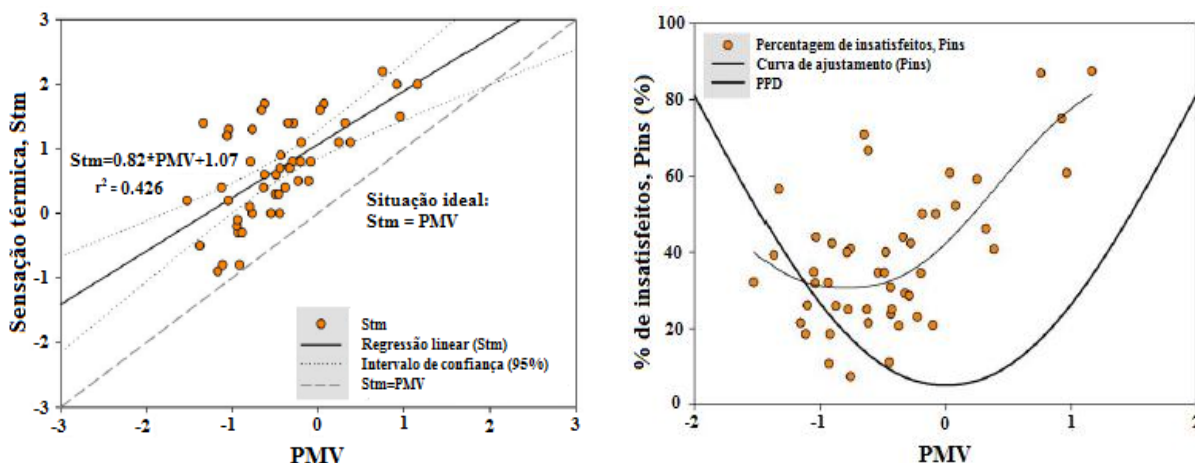 Sensação térmica, Stm
3
2
1
0
-1
-2
-3
Stm=0.82*PMV+1.07
r² = 0.426
Situação ideal:
Stm = PMV
Stm
Regressão linear (Stm)
Intervalo de confiança (95%)
Stm=PMV
-3 -2 -1 0 1 2 3
PMV
% de insatisfeitos, Pins (%)
100
80
60
40
20
0
Percentagem de insatisfeitos, Pins
Curva de ajustamento (Pins)
PPD
-2 -1 0 1 2
PMV